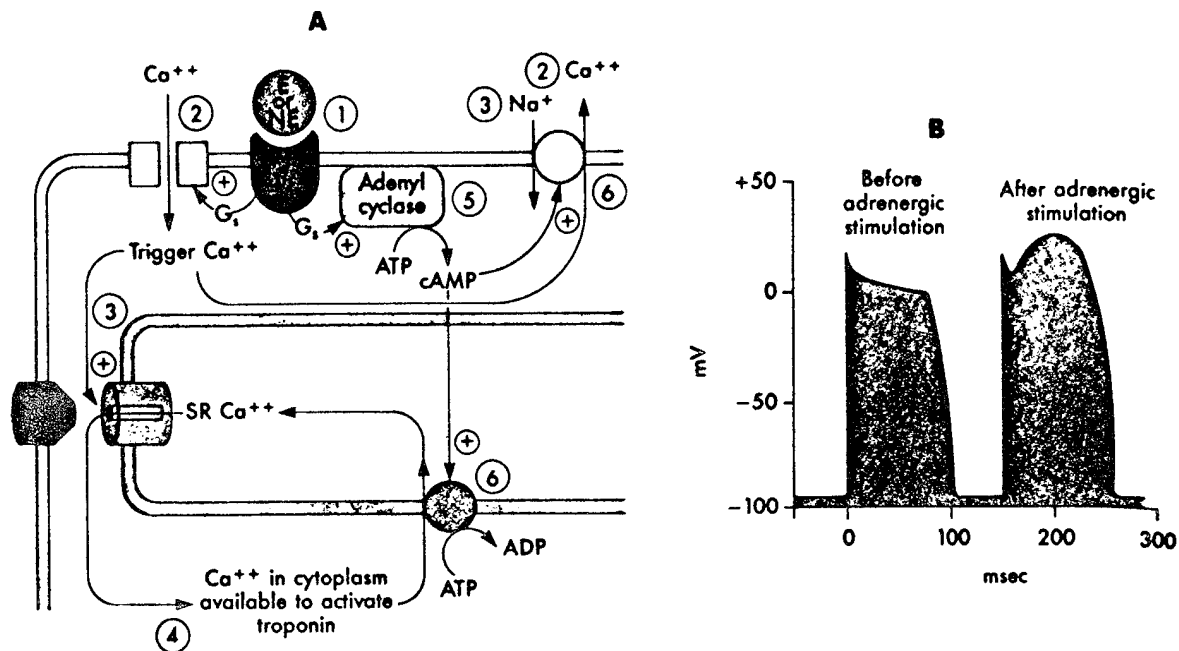 A
Ca++
②
E
or
NE
①
② Ca++
③ Na+
⊕
Gs
Gs
⊕
Adenyl
cyclase
⑤
⊕
⑥
Trigger Ca++
ATP
cAMP
③
⊕
SR Ca++
⊕
⑥
ADP
ATP
Ca++ in cytoplasm
available to activate
troponin
④
B
Before
adrenergic
stimulation
After adrenergic
stimulation
+50
0
−50
−100
mV
0
100
200
300
msec